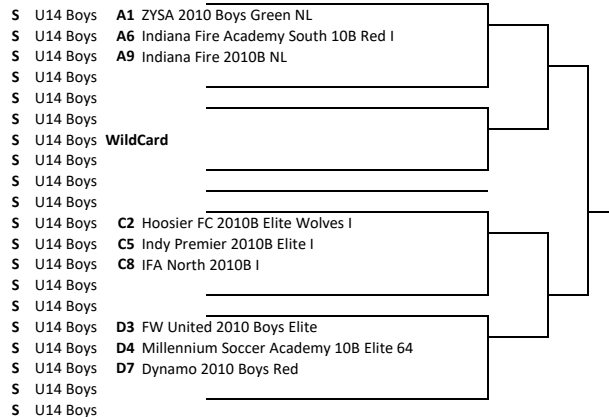 S U14 Boys A1 ZYSA 2010 Boys Green NL
S U14 Boys A6 Indiana Fire Academy South 10B Red I
S U14 Boys A9 Indiana Fire 2010B NL
S U14 Boys
S U14 Boys
S U14 Boys
S U14 Boys WildCard
S U14 Boys
S U14 Boys
S U14 Boys
S U14 Boys C2 Hoosier FC 2010B Elite Wolves I
S U14 Boys C5 Indy Premier 2010B Elite I
S U14 Boys C8 IFA North 2010B I
S U14 Boys
S U14 Boys
S U14 Boys D3 FW United 2010 Boys Elite
S U14 Boys D4 Millennium Soccer Academy 10B Elite 64
S U14 Boys D7 Dynamo 2010 Boys Red
S U14 Boys
S U14 Boys